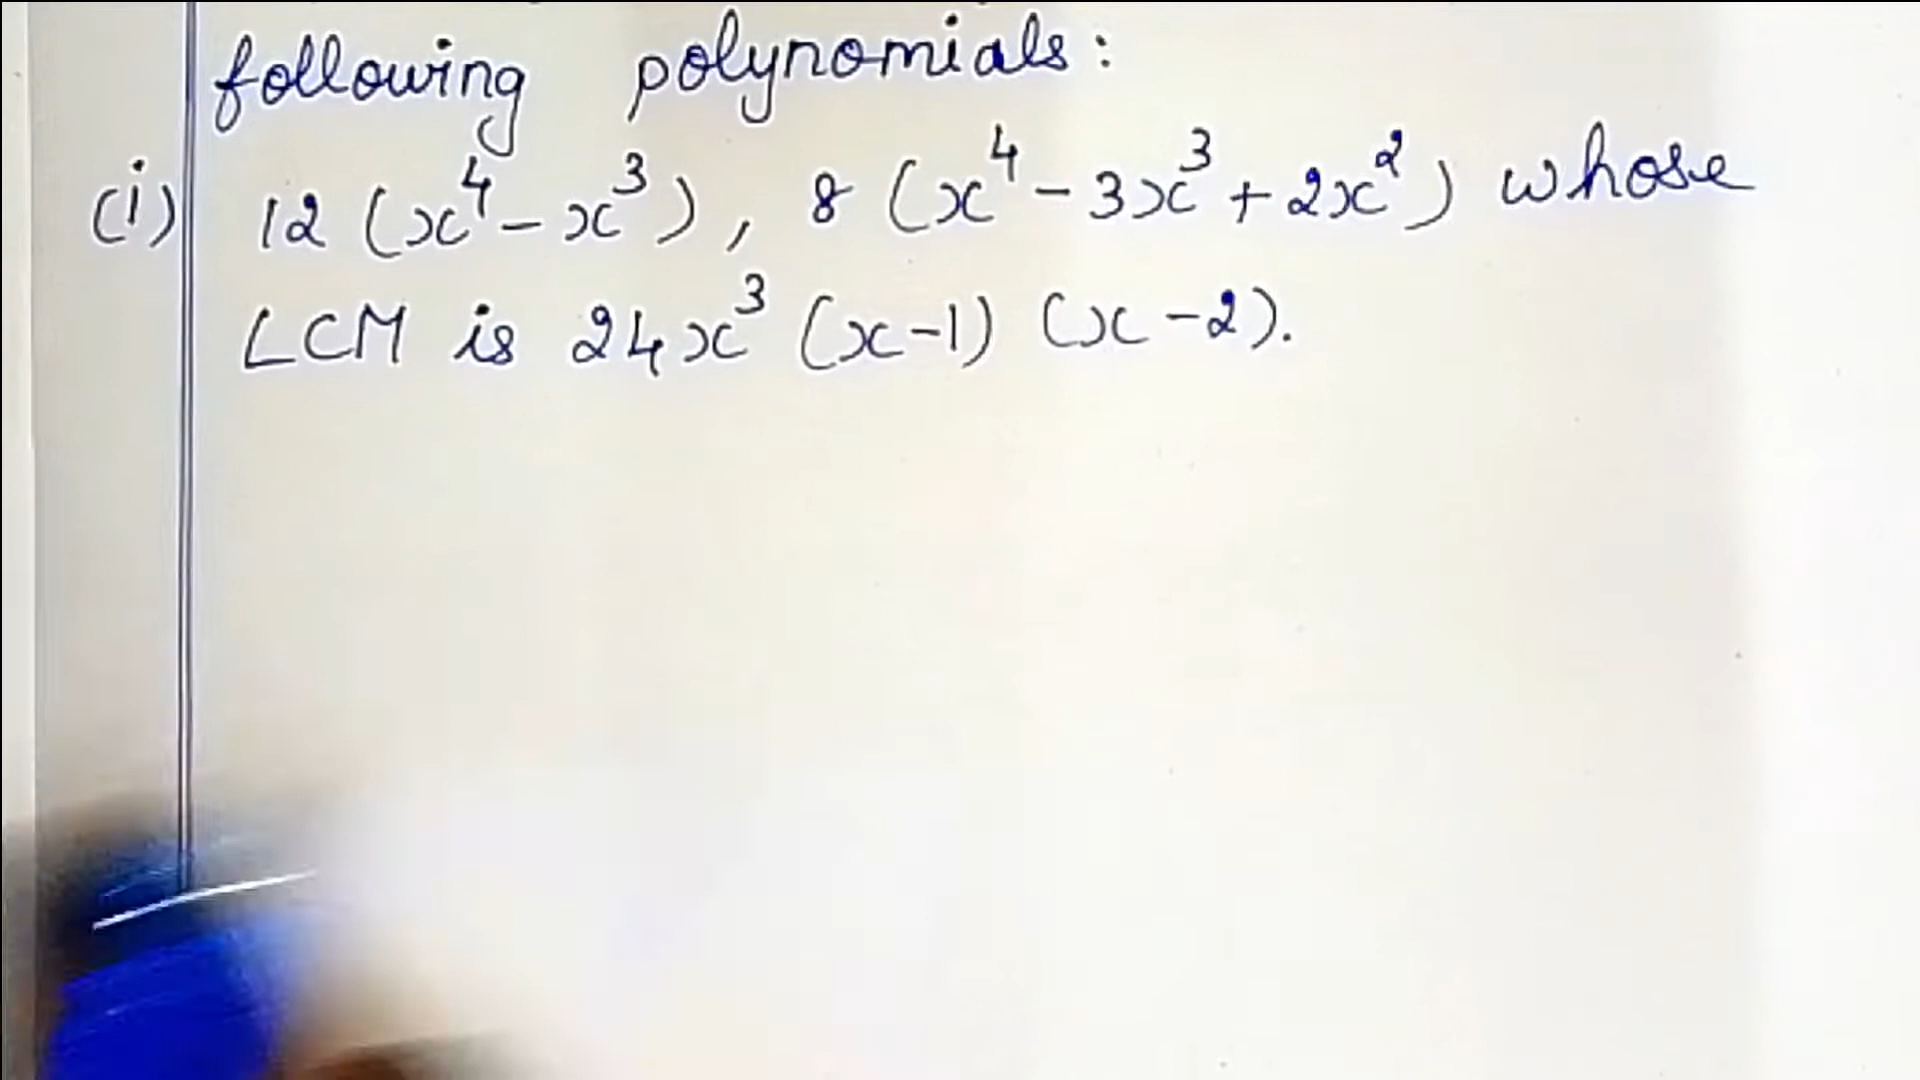 following polynomials:
(i) 12 (x⁴ - x³), 8 (x⁴ - 3x³ + 2x²) whose
LCM is 24x³ (x-1) (x-2).